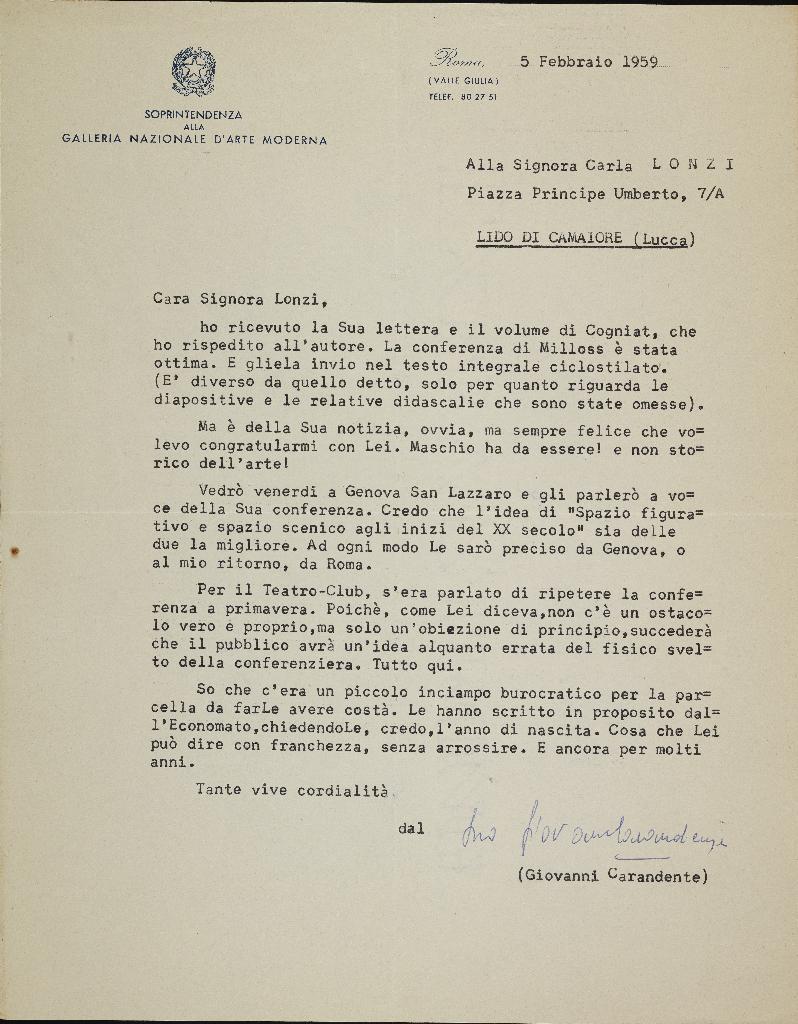 Roma, 5 Febbraio 1959
(VALLE GIULIA)
TELEF. 80 27 51
SOPRINTENDENZA
ALLA
GALLERIA NAZIONALE D'ARTE MODERNA
Alla Signora Carla L O N Z I
Piazza Principe Umberto, 7/A
LIDO DI CAMAIORE (Lucca)
Cara Signora Lonzi,
ho ricevuto la Sua lettera e il volume di Cogniat, che
ho rispedito all'autore. La conferenza di Milloss è stata
ottima. E gliela invio nel testo integrale ciclostilato.
(E' diverso da quello detto, solo per quanto riguarda le
diapositive e le relative didascalie che sono state omesse).
Ma è della Sua notizia, ovvia, ma sempre felice che vo=
levo congratularmi con Lei. Maschio ha da essere! e non sto=
rico dell'arte!
Vedrò venerdi a Genova San Lazzaro e gli parlerò a vo=
ce della Sua conferenza. Credo che l'idea di "Spazio figura=
tivo e spazio scenico agli inizi del XX secolo" sia delle
due la migliore. Ad ogni modo Le sarò preciso da Genova, o
al mio ritorno, da Roma.
Per il Teatro-Club, s'era parlato di ripetere la confe=
renza a primavera. Poichè, come Lei diceva,non c'è un ostaco=
lo vero e proprio,ma solo un'obiezione di principio,succederà
che il pubblico avrà un'idea alquanto errata del fisico svel=
to della conferenziera. Tutto qui.
So che c'era un piccolo inciampo burocratico per la par=
cella da farLe avere costà. Le hanno scritto in proposito dal=
l'Economato,chiedendoLe, credo,l'anno di nascita. Cosa che Lei
può dire con franchezza, senza arrossire. E ancora per molti
anni.
Tante vive cordialità.
dal Suo Giovanni Carandente
(Giovanni Carandente)